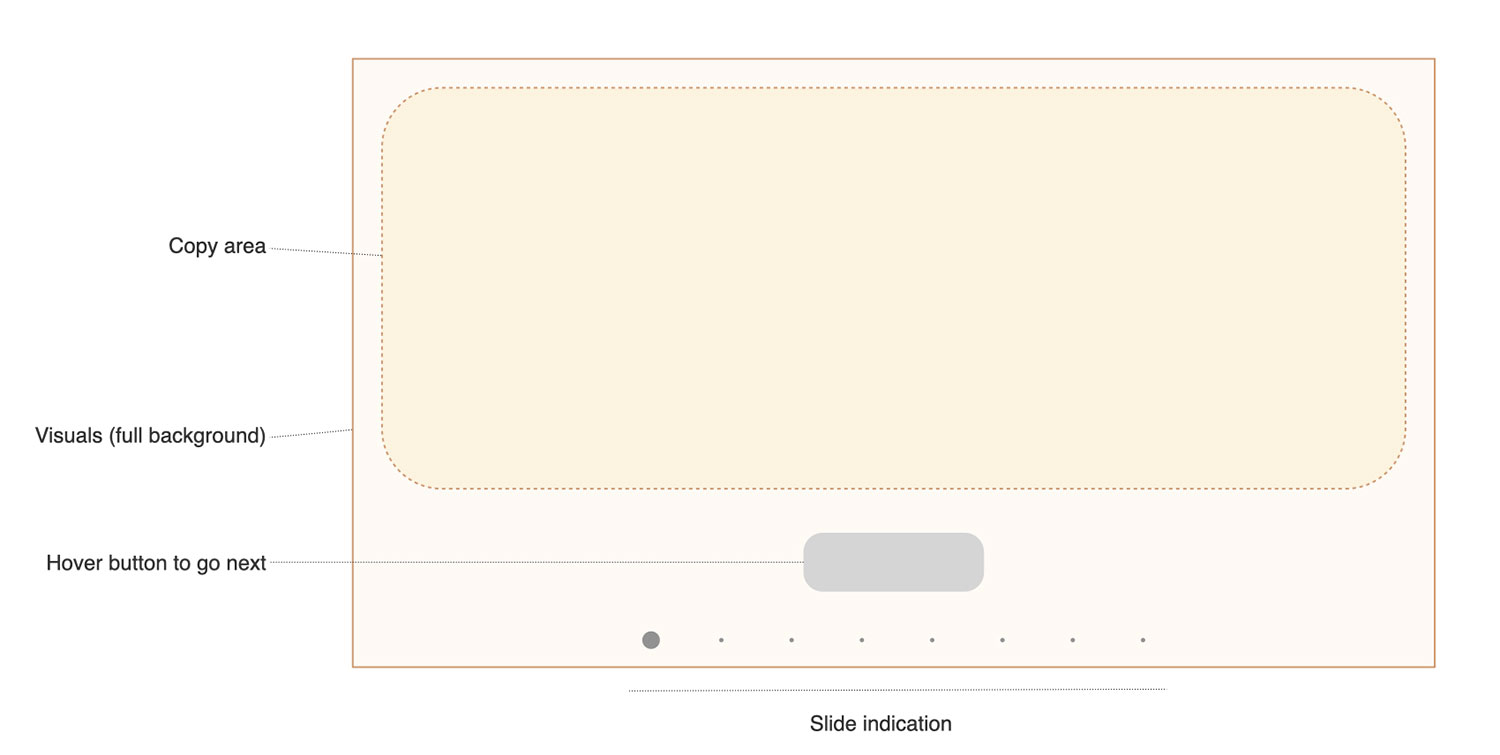 Copy area
Visuals (full background)
Hover button to go next
Slide indication